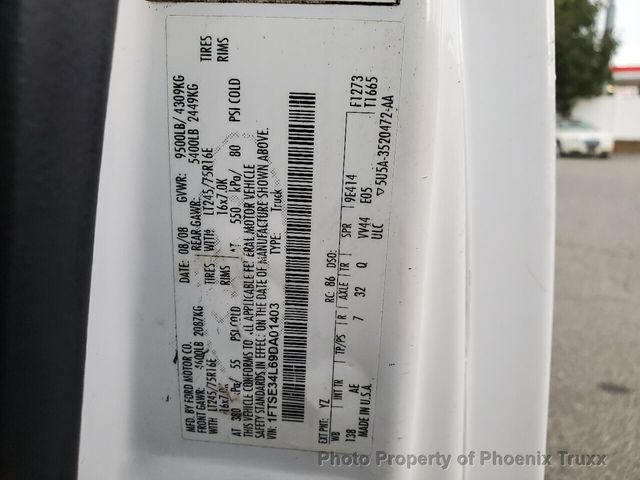 MFD. BY FORD MOTOR CO. DATE: 08/08 GVWR: 9500LB/ 4309KG
FRONT GAWR: 4600LB 2087KG REAR GAWR: 5400LB 2449KG
LT245/75R16E TIRES WITH LT245/75R16E TIRES
16x7.0K RIMS 16x7.0K RIMS
AT 380 kPa/ 55 PSI COLD AT 550 kPa/ 80 PSI COLD
THIS VEHICLE CONFORMS TO ALL APPLICABLE FEDERAL MOTOR VEHICLE
SAFETY STANDARDS IN EFFECT ON THE DATE OF MANUFACTURE SHOWN ABOVE.
VIN: 1FTSE34L69DA01403 TYPE: Truck
EXT PNT: YZ RC: 86 DSO: F1273
WB INT TR TP/PS R AXLE TR SPR 9E414 T1665
138 AE 7 32 Q VV44 E05
MADE IN U.S.A. ULC ▽5U5A-3520472-AA
Photo Property of Phoenix Truxx